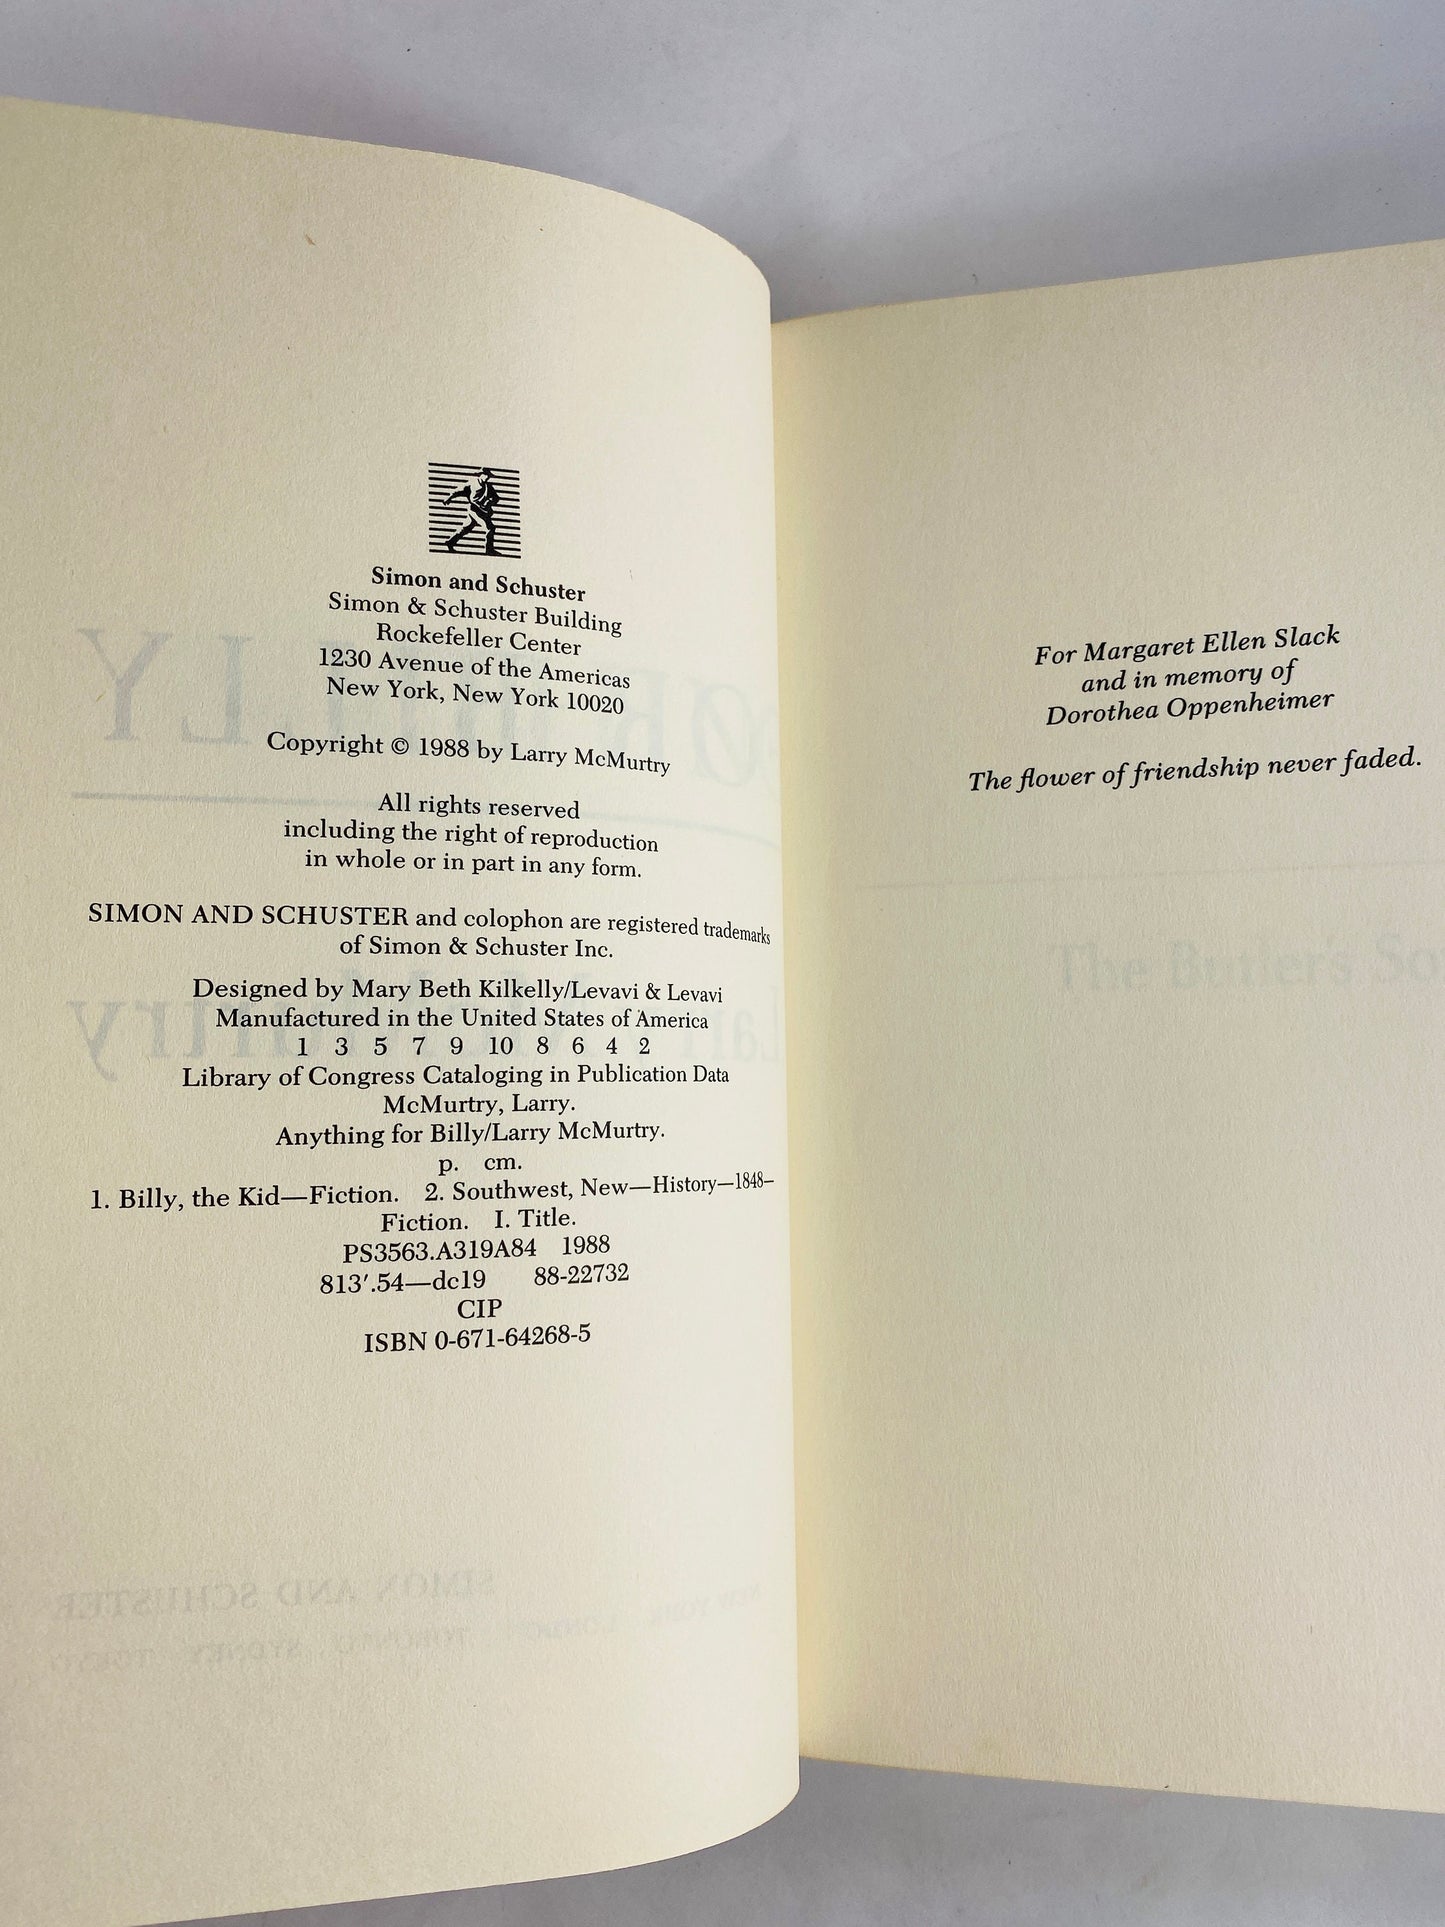 Simon and Schuster
Simon & Schuster Building
Rockefeller Center
1230 Avenue of the Americas
New York, New York 10020
Copyright © 1988 by Larry McMurtry
All rights reserved
including the right of reproduction
in whole or in part in any form.
SIMON AND SCHUSTER and colophon are registered trademarks
of Simon & Schuster Inc.
Designed by Mary Beth Kilkelly/Levavi & Levavi
Manufactured in the United States of America
1 3 5 7 9 10 8 6 4 2
Library of Congress Cataloging in Publication Data
McMurtry, Larry.
Anything for Billy/Larry McMurtry.
p. cm.
1. Billy, the Kid—Fiction. 2. Southwest, New—History—1848–
Fiction. I. Title.
PS3563.A319A84 1988
813′.54—dc19 88-22732
CIP
ISBN 0-671-64268-5
For Margaret Ellen Slack
and in memory of
Dorothea Oppenheimer
The flower of friendship never faded.